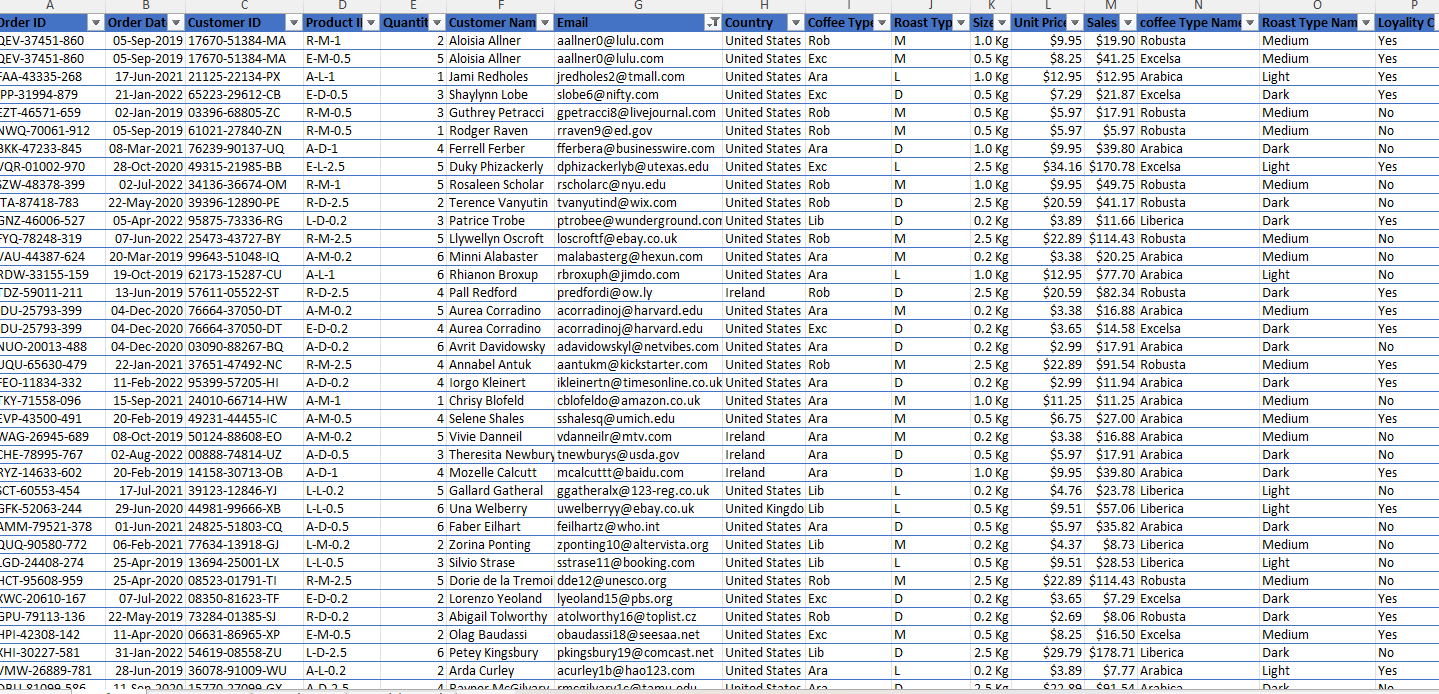 A B C D E F G H I J K L M N O P
Order ID Order Dat Customer ID Product I Quantit Customer Nam Email Country Coffee Type Roast Typ Size Unit Price Sales coffee Type Name Roast Type Nam Loyality C
QEV-37451-860 05-Sep-2019 17670-51384-MA R-M-1 2 Aloisia Allner aallner0@lulu.com United States Rob M 1.0 Kg $9.95 $19.90 Robusta Medium Yes
QEV-37451-860 05-Sep-2019 17670-51384-MA E-M-0.5 5 Aloisia Allner aallner0@lulu.com United States Exc M 0.5 Kg $8.25 $41.25 Excelsa Medium Yes
FAA-43335-268 17-Jun-2021 21125-22134-PX A-L-1 1 Jami Redholes jredholes2@tmall.com United States Ara L 1.0 Kg $12.95 $12.95 Arabica Light Yes
PP-31994-879 21-Jan-2022 65223-29612-CB E-D-0.5 3 Shaylynn Lobe slobe6@nifty.com United States Exc D 0.5 Kg $7.29 $21.87 Excelsa Dark Yes
EZT-46571-659 02-Jan-2019 03396-68805-ZC R-M-0.5 3 Guthrey Petracci gpetracci8@livejournal.com United States Rob M 0.5 Kg $5.97 $17.91 Robusta Medium No
NWQ-70061-912 05-Sep-2019 61021-27840-ZN R-M-0.5 1 Rodger Raven rraven9@ed.gov United States Rob M 0.5 Kg $5.97 $5.97 Robusta Medium No
BKK-47233-845 08-Mar-2021 76239-90137-UQ A-D-1 4 Ferrell Ferber fferbera@businesswire.com United States Ara D 1.0 Kg $9.95 $39.80 Arabica Dark No
VQR-01002-970 28-Oct-2020 49315-21985-BB E-L-2.5 5 Duky Phizackerly dphizackerlyb@utexas.edu United States Exc L 2.5 Kg $34.16 $170.78 Excelsa Light Yes
SZW-48378-399 02-Jul-2022 34136-36674-OM R-M-1 5 Rosaleen Scholar rscholarc@nyu.edu United States Rob M 1.0 Kg $9.95 $49.75 Robusta Medium No
TA-87418-783 22-May-2020 39396-12890-PE R-D-2.5 2 Terence Vanyutin tvanyutind@wix.com United States Rob D 2.5 Kg $20.59 $41.17 Robusta Dark No
GNZ-46006-527 05-Apr-2022 95875-73336-RG L-D-0.2 3 Patrice Trobe ptrobee@wunderground.com United States Lib D 0.2 Kg $3.89 $11.66 Liberica Dark Yes
FYQ-78248-319 07-Jun-2022 25473-43727-BY R-M-2.5 5 Llywellyn Oscroft loscroftf@ebay.co.uk United States Rob M 2.5 Kg $22.89 $114.43 Robusta Medium No
VAU-44387-624 20-Mar-2019 99643-51048-IQ A-M-0.2 6 Minni Alabaster malabasterg@hexun.com United States Ara M 0.2 Kg $3.38 $20.25 Arabica Medium No
RDW-33155-159 19-Oct-2019 62173-15287-CU A-L-1 6 Rhianon Broxup rbroxuph@jimdo.com United States Ara L 1.0 Kg $12.95 $77.70 Arabica Light No
TDZ-59011-211 13-Jun-2019 57611-05522-ST R-D-2.5 4 Pall Redford predfordi@ow.ly Ireland Rob D 2.5 Kg $20.59 $82.34 Robusta Dark Yes
DU-25793-399 04-Dec-2020 76664-37050-DT A-M-0.2 5 Aurea Corradino acorradinoj@harvard.edu United States Ara M 0.2 Kg $3.38 $16.88 Arabica Medium Yes
DU-25793-399 04-Dec-2020 76664-37050-DT E-D-0.2 4 Aurea Corradino acorradinoj@harvard.edu United States Exc D 0.2 Kg $3.65 $14.58 Excelsa Dark Yes
NUO-20013-488 04-Dec-2020 03090-88267-BQ A-D-0.2 6 Avrit Davidowsky adavidowskyl@netvibes.com United States Ara D 0.2 Kg $2.99 $17.91 Arabica Dark No
UQU-65630-479 22-Jan-2021 37651-47492-NC R-M-2.5 4 Annabel Antuk aantukm@kickstarter.com United States Rob M 2.5 Kg $22.89 $91.54 Robusta Medium Yes
FEO-11834-332 11-Feb-2022 95399-57205-HI A-D-0.2 4 Iorgo Kleinert ikleinertn@timesonline.co.uk United States Ara D 0.2 Kg $2.99 $11.94 Arabica Dark Yes
TKY-71558-096 15-Sep-2021 24010-66714-HW A-M-1 1 Chrisy Blofeld cblofeldo@amazon.co.uk United States Ara M 1.0 Kg $11.25 $11.25 Arabica Medium No
EVP-43500-491 20-Feb-2019 49231-44455-IC A-M-0.5 4 Selene Shales sshalesq@umich.edu United States Ara M 0.5 Kg $6.75 $27.00 Arabica Medium Yes
WAG-26945-689 08-Oct-2019 50124-88608-EO A-M-0.2 5 Vivie Danneil vdanneilr@mtv.com Ireland Ara M 0.2 Kg $3.38 $16.88 Arabica Medium No
CHE-78995-767 02-Aug-2022 00888-74814-UZ A-D-0.5 3 Theresita Newbury tnewburys@usda.gov Ireland Ara D 0.5 Kg $5.97 $17.91 Arabica Dark No
RYZ-14633-602 20-Feb-2019 14158-30713-OB A-D-1 4 Mozelle Calcutt mcalcuttt@baidu.com Ireland Ara D 1.0 Kg $9.95 $39.80 Arabica Dark Yes
SCT-60553-454 17-Jul-2021 39123-12846-YJ L-L-0.2 5 Gallard Gatheral ggatheralx@123-reg.co.uk United States Lib L 0.2 Kg $4.76 $23.78 Liberica Light No
GFK-52063-244 29-Jun-2020 44981-99666-XB L-L-0.5 6 Una Welberry uwelberryy@ebay.co.uk United Kingdo Lib L 0.5 Kg $9.51 $57.06 Liberica Light Yes
AMM-79521-378 01-Jun-2021 24825-51803-CQ A-D-0.5 6 Faber Eilhart feilhartz@who.int United States Ara D 0.5 Kg $5.97 $35.82 Arabica Dark No
QUQ-90580-772 06-Feb-2021 77634-13918-GJ L-M-0.2 2 Zorina Ponting zponting10@altervista.org United States Lib M 0.2 Kg $4.37 $8.73 Liberica Medium No
LGD-24408-274 25-Apr-2019 13694-25001-LX L-L-0.5 3 Silvio Strase sstrase11@booking.com United States Lib L 0.5 Kg $9.51 $28.53 Liberica Light No
HCT-95608-959 25-Apr-2020 08523-01791-TI R-M-2.5 5 Dorie de la Tremoi dde12@unesco.org United States Rob M 2.5 Kg $22.89 $114.43 Robusta Medium No
XWC-20610-167 07-Jul-2022 08350-81623-TF E-D-0.2 2 Lorenzo Yeoland lyeoland15@pbs.org United States Exc D 0.2 Kg $3.65 $7.29 Excelsa Dark Yes
GPU-79113-136 22-May-2019 73284-01385-SJ R-D-0.2 3 Abigail Tolworthy atolworthy16@toplist.cz United States Rob D 0.2 Kg $2.69 $8.06 Robusta Dark Yes
HPI-42308-142 11-Apr-2020 06631-86965-XP E-M-0.5 2 Olag Baudassi obaudassi18@seesaa.net United States Exc M 0.5 Kg $8.25 $16.50 Excelsa Medium Yes
XHI-30227-581 31-Jan-2022 54619-08558-ZU L-D-2.5 6 Petey Kingsbury pkingsbury19@comcast.net United States Lib D 2.5 Kg $29.79 $178.71 Liberica Dark No
VMW-26889-781 28-Jun-2019 36078-91009-WU A-L-0.2 2 Arda Curley acurley1b@hao123.com United States Ara L 0.2 Kg $3.89 $7.77 Arabica Light Yes
11-Sep-2020 15770-27099-GX A-D-2.5 4 Raynor McGilvary rmcgilvary1c@tamu.edu United States Ara D 2.5 Kg $22.89 $91.54 Arabica Dark No